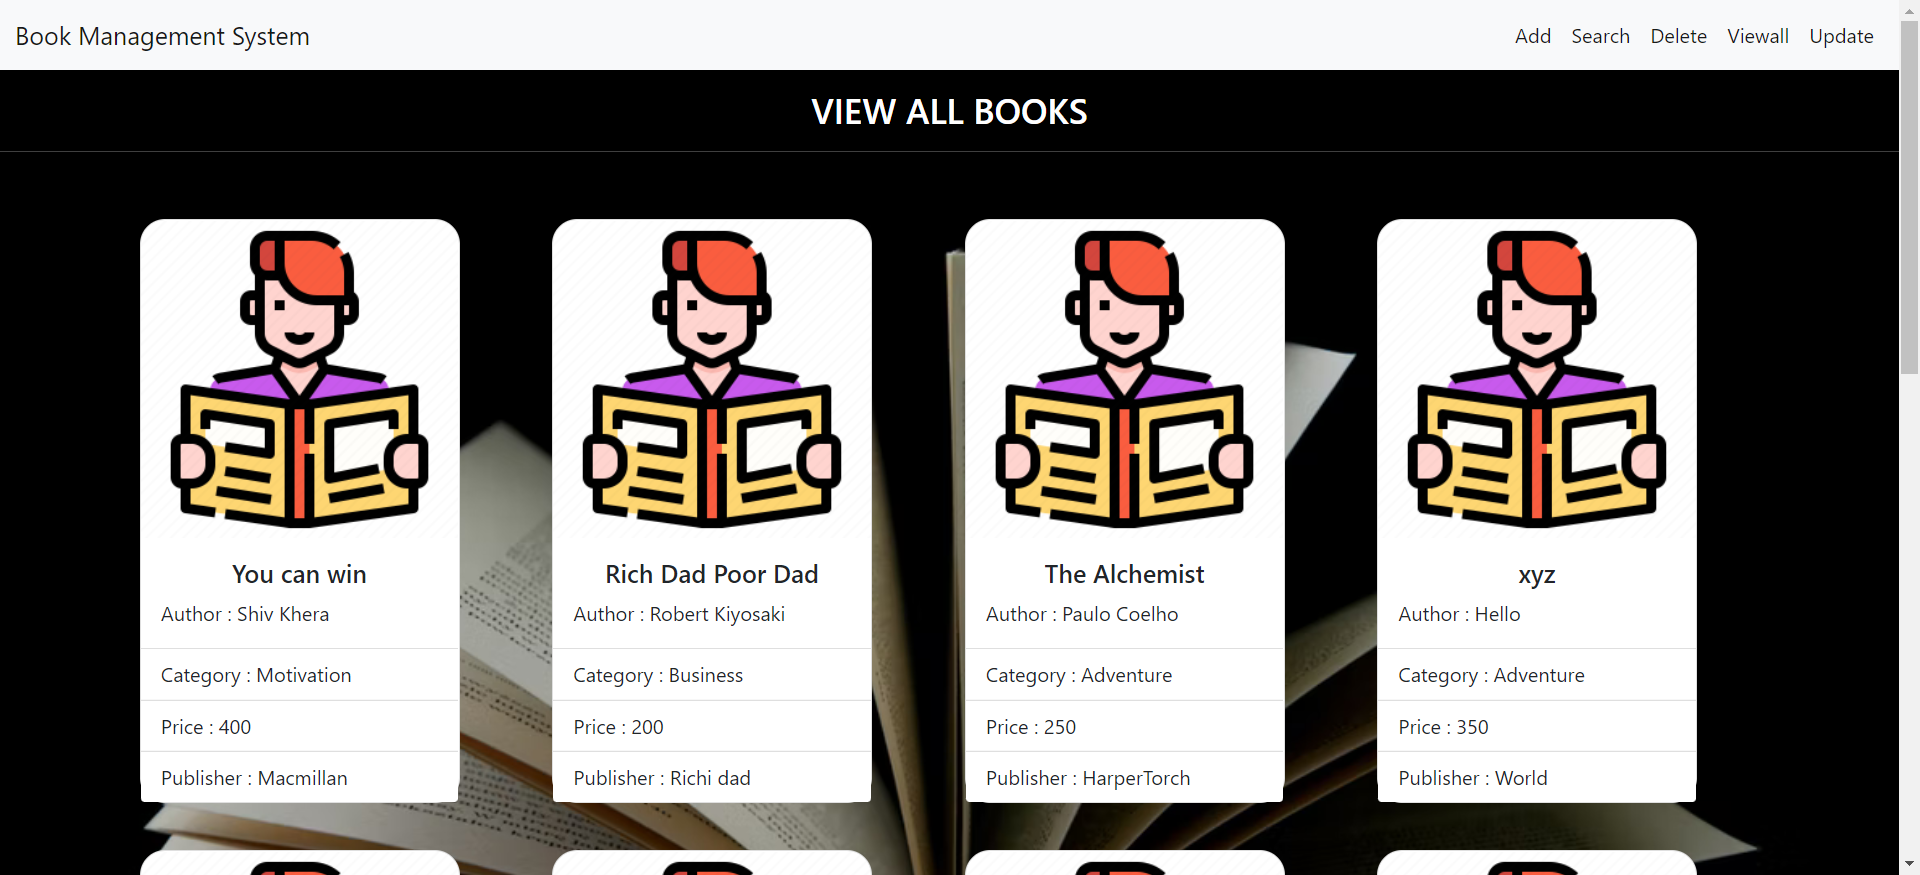 Book Management System
Add Search Delete Viewall Update
VIEW ALL BOOKS
You can win
Author : Shiv Khera
Category : Motivation
Price : 400
Publisher : Macmillan
Rich Dad Poor Dad
Author : Robert Kiyosaki
Category : Business
Price : 200
Publisher : Richi dad
The Alchemist
Author : Paulo Coelho
Category : Adventure
Price : 250
Publisher : HarperTorch
xyz
Author : Hello
Category : Adventure
Price : 350
Publisher : World